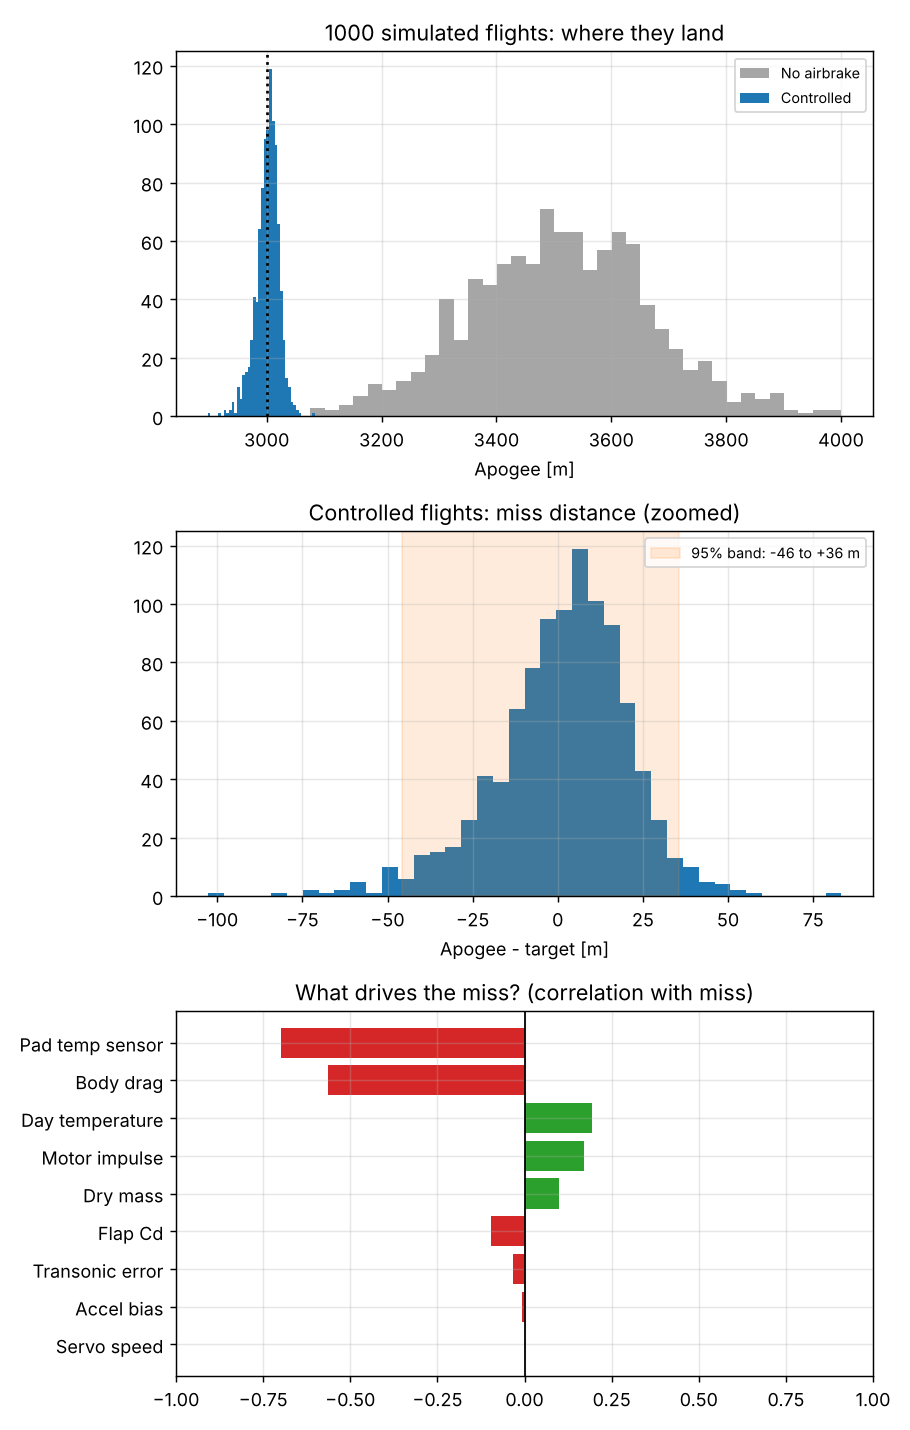 1000 simulated flights: where they land
120
100
80
60
40
20
0
No airbrake
Controlled
3000 3200 3400 3600 3800 4000
Apogee [m]
Controlled flights: miss distance (zoomed)
120
100
80
60
40
20
0
95% band: -46 to +36 m
−100 −75 −50 −25 0 25 50 75
Apogee - target [m]
What drives the miss? (correlation with miss)
Pad temp sensor
Body drag
Day temperature
Motor impulse
Dry mass
Flap Cd
Transonic error
Accel bias
Servo speed
−1.00 −0.75 −0.50 −0.25 0.00 0.25 0.50 0.75 1.00